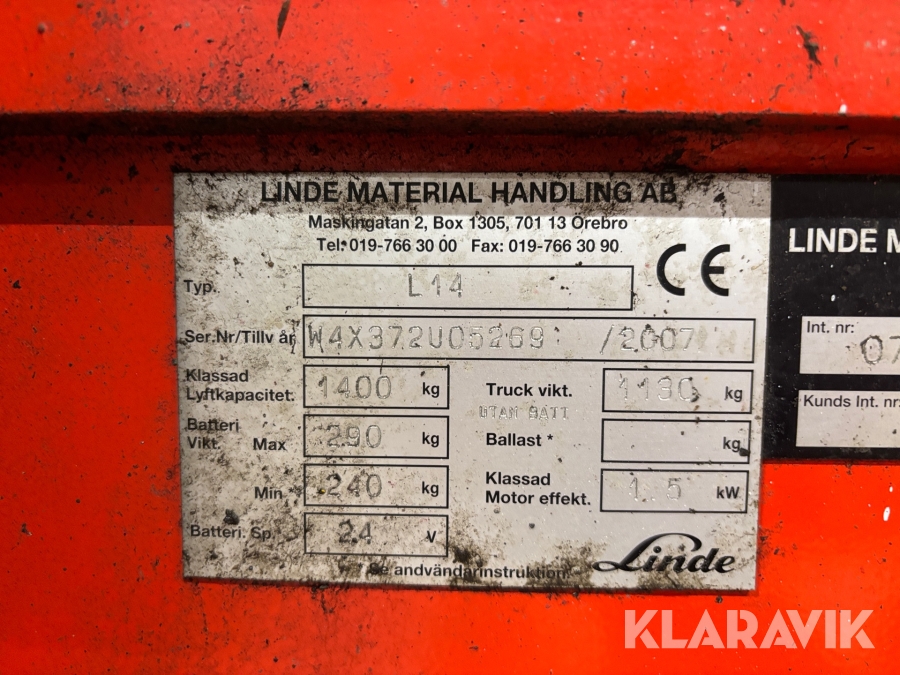 LINDE MATERIAL HANDLING AB
Maskingatan 2, Box 1305, 701 13 Örebro
Tel: 019-766 30 00 Fax: 019-766 30 90
CE
Typ. L14
Ser.Nr/Tillv år W4X372U05269 /2007
Klassad
Lyftkapacitet. 1400 kg
Truck vikt. 1130 kg
UTAN BATT
Batteri
Vikt. Max 290 kg
Ballast * kg
Min. 240 kg
Klassad
Motor effekt. 1.5 kW
Batteri. Sp. 24 V
Se andvändarinstruktion
Linde
LINDE M
Int. nr:
07
Kunds Int. nr:
KLARAVIK